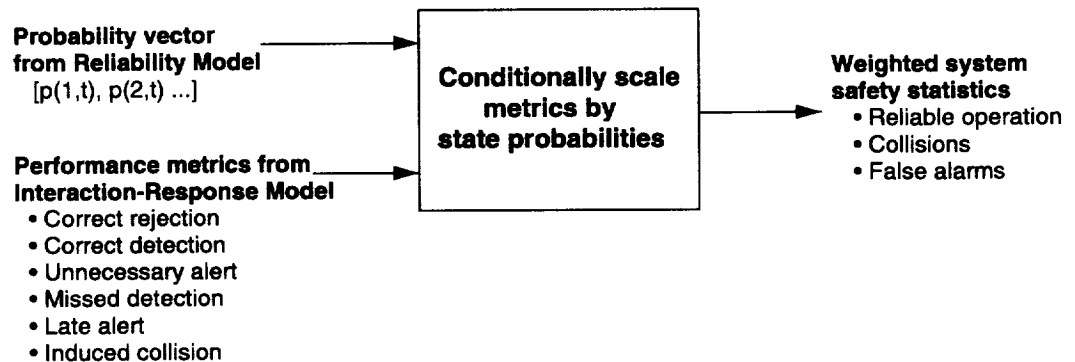 Probability vector
from Reliability Model
[p(1,t), p(2,t) ...]
Performance metrics from
Interaction-Response Model
• Correct rejection
• Correct detection
• Unnecessary alert
• Missed detection
• Late alert
• Induced collision
Conditionally scale
metrics by
state probabilities
Weighted system
safety statistics
• Reliable operation
• Collisions
• False alarms